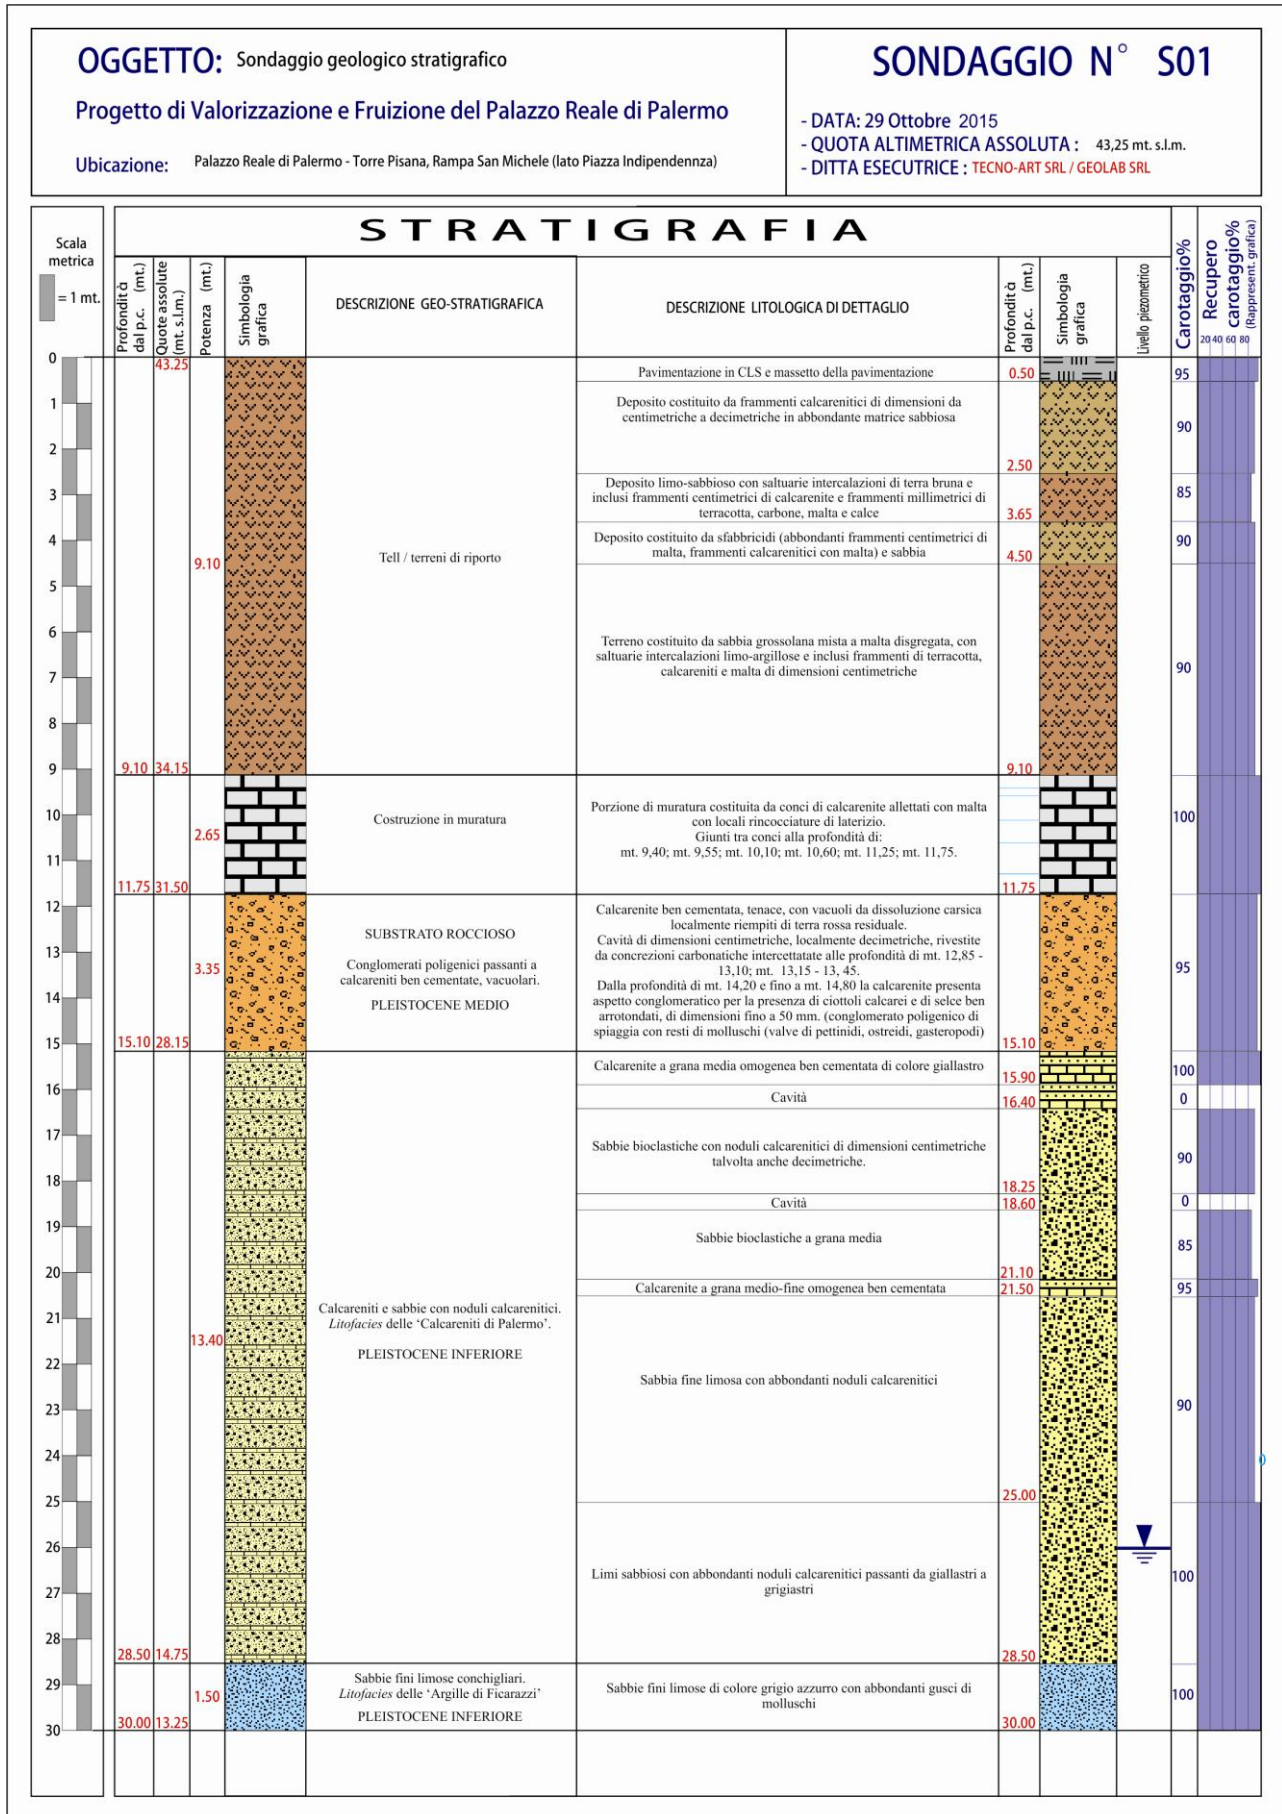 OGGETTO: Sondaggio geologico stratigrafico
Progetto di Valorizzazione e Fruizione del Palazzo Reale di Palermo
Ubicazione: Palazzo Reale di Palermo - Torre Pisana, Rampa San Michele (lato Piazza Indipendennza)
SONDAGGIO N° S01
- DATA: 29 Ottobre 2015
- QUOTA ALTIMETRICA ASSOLUTA : 43,25 mt. s.l.m.
- DITTA ESECUTRICE : TECNO-ART SRL / GEOLAB SRL
STRATIGRAFIA
Scala
metrica
= 1 mt.
Profondità
dal p.c. (mt.)
Quote assolute
(mt. s.l.m.)
Potenza (mt.)
Simbologia
grafica
DESCRIZIONE GEO-STRATIGRAFICA
DESCRIZIONE LITOLOGICA DI DETTAGLIO
Profondità
dal p.c. (mt.)
Simbologia
grafica
Livello piezometrico
Carotaggio%
Recupero
carotaggio%
(Rappresent. grafica)
20 40 60 80
0
1
2
3
4
5
6
7
8
9
10
11
12
13
14
15
16
17
18
19
20
21
22
23
24
25
26
27
28
29
30
43.25
9.10 34.15
11.75 31.50
15.10 28.15
28.50 14.75
30.00 13.25
9.10
2.65
3.35
13.40
1.50
Tell / terreni di riporto
Costruzione in muratura
SUBSTRATO ROCCIOSO
Conglomerati poligenici passanti a
calcareniti ben cementate, vacuolari.
PLEISTOCENE MEDIO
Calcareniti e sabbie con noduli calcarenitici.
Litofacies delle ‘Calcareniti di Palermo’.
PLEISTOCENE INFERIORE
Sabbie fini limose conchigliari.
Litofacies delle ‘Argille di Ficarazzi’
PLEISTOCENE INFERIORE
Pavimentazione in CLS e massetto della pavimentazione
Deposito costituito da frammenti calcarenitici di dimensioni da
centimetriche a decimetriche in abbondante matrice sabbiosa
Deposito limo-sabbioso con saltuarie intercalazioni di terra bruna e
inclusi frammenti centimetrici di calcarenite e frammenti millimetrici di
terracotta, carbone, malta e calce
Deposito costituito da sfabbricidi (abbondanti frammenti centimetrici di
malta, frammenti calcarenitici con malta) e sabbia
Terreno costituito da sabbia grossolana mista a malta disgregata, con
saltuarie intercalazioni limo-argillose e inclusi frammenti di terracotta,
calcareniti e malta di dimensioni centimetriche
Porzione di muratura costituita da conci di calcarenite allettati con malta
con locali rincocciature di laterizio.
Giunti tra conci alla profondità di:
mt. 9,40; mt. 9,55; mt. 10,10; mt. 10,60; mt. 11,25; mt. 11,75.
Calcarenite ben cementata, tenace, con vacuoli da dissoluzione carsica
localmente riempiti di terra rossa residuale.
Cavità di dimensioni centimetriche, localmente decimetriche, rivestite
da concrezioni carbonatiche intercettatate alle profondità di mt. 12,85 -
13,10; mt. 13,15 - 13, 45.
Dalla profondità di mt. 14,20 e fino a mt. 14,80 la calcarenite presenta
aspetto conglomeratico per la presenza di ciottoli calcarei e di selce ben
arrotondati, di dimensioni fino a 50 mm. (conglomerato poligenico di
spiaggia con resti di molluschi (valve di pettinidi, ostreidi, gasteropodi)
Calcarenite a grana media omogenea ben cementata di colore giallastro
Cavità
Sabbie bioclastiche con noduli calcarenitici di dimensioni centimetriche
talvolta anche decimetriche.
Cavità
Sabbie bioclastiche a grana media
Calcarenite a grana medio-fine omogenea ben cementata
Sabbia fine limosa con abbondanti noduli calcarenitici
Limi sabbiosi con abbondanti noduli calcarenitici passanti da giallastri a
grigiastri
Sabbie fini limose di colore grigio azzurro con abbondanti gusci di
molluschi
0.50
2.50
3.65
4.50
9.10
11.75
15.10
15.90
16.40
18.25
18.60
21.10
21.50
25.00
28.50
30.00
95
90
85
90
90
100
95
100
0
90
0
85
95
90
100
100
0